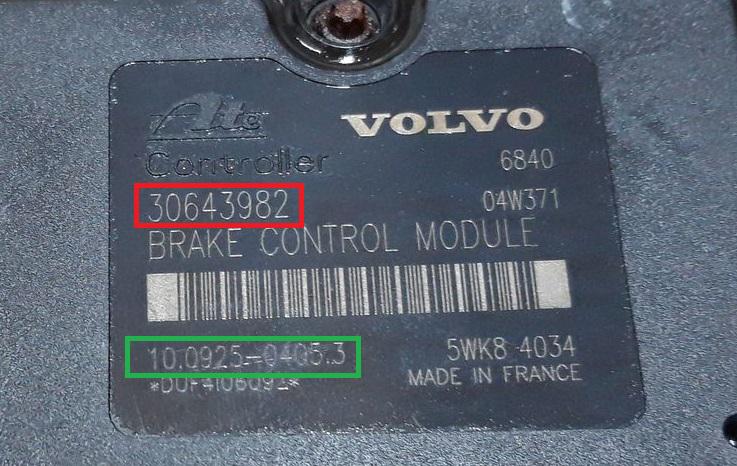 Ate
VOLVO
Controller
6840
30643982
04W371
BRAKE CONTROL MODULE
10.0925-0405.3
5WK8 4034
MADE IN FRANCE